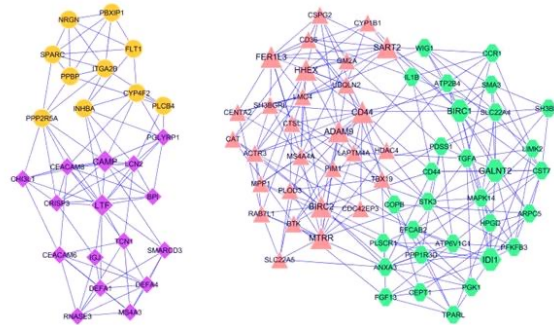 PBXIP1
NRGN
SPARC
FLT1
ITGA2B
PPBP
CYP4F2
PLCB4
INHBA
PPP2R5A
PGLYRP1
CAMP
LCN2
CEACAM8
CHI3L1
CRISP3
BPI
LTF
TCN1
SMARCD3
CEACAM6
IGJ
DEFA1
DEFA4
RNASE3
MS4A3
CSPG2
CYP1B1
CD36
SART2
FER1L3
GM2A
HHEX
UBQLN2
LMO4
SH3BGRL
CENTA2
CTSL
CD44
ADAM9
CAT
ACTR3
MS4A4A
LAPTM4A
HDAC4
PIM1
TBX19
MPP1
PLOD3
RAB7L1
BIRC2
CDC42EP3
BTK
MTRR
SLC22A5
WIG1
CCR1
IL1B
ATP2B4
SMA3
BIRC1
SLC22A4
SH3B
PDSS1
LIMK2
TGFA
CD44
GALNT2
CST7
MAPK14
STK3
COPB
HPGD
ARPC5
EFCAB2
PLSCR1
ATP6V1C1
PFKFB3
PPP1R3D
IDI1
ANXA3
CEPT1
PGK1
FGF13
TPARL